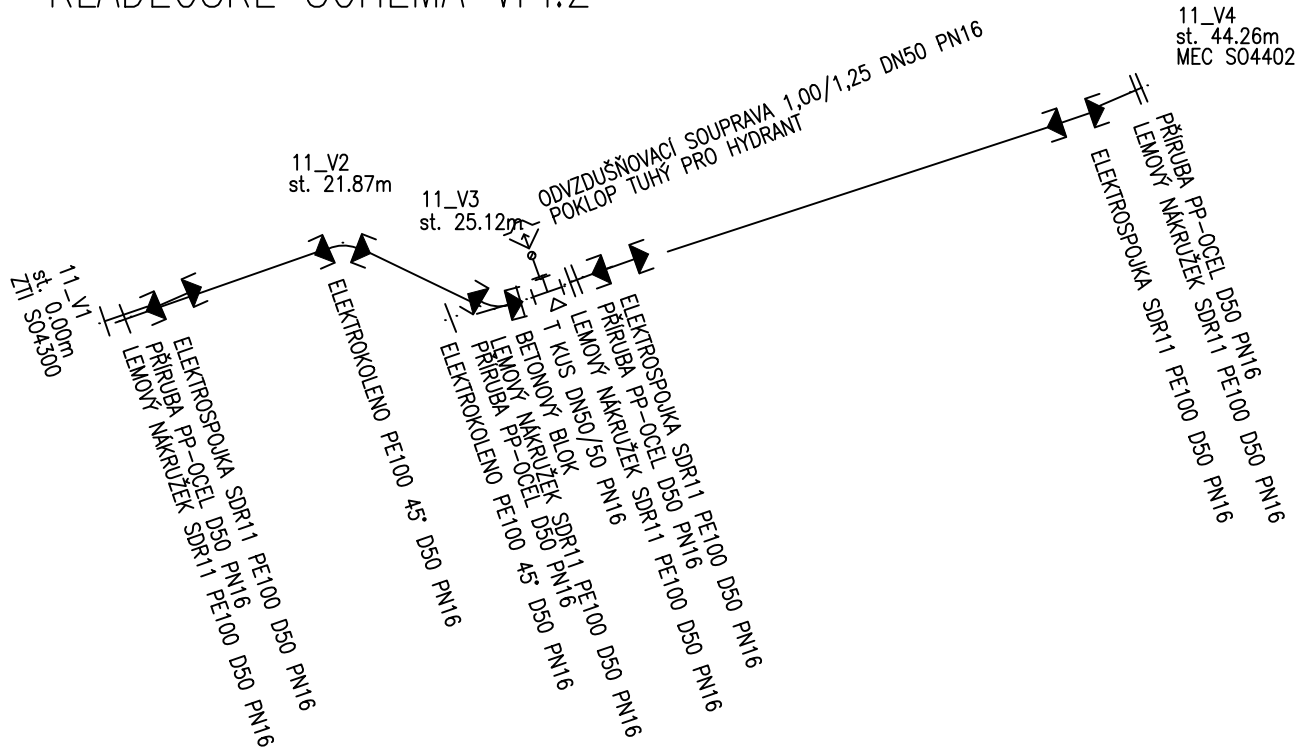 KLADEČSKÉ SCHÉMA
11_V4
st. 44.26m
MEC SO4402
ODVZDUŠŇOVACÍ SOUPRAVA 1,00/1,25 DN50 PN16
POKLOP TUHÝ PRO HYDRANT
11_V2
st. 21.87m
11_V3
st. 25.12m
11_V1
st. 0.00m
ZTI SO4300
ELEKTROSPOJKA SDR11 PE100 D50 PN16
PŘÍRUBA PP-OCEL D50 PN16
LEMOVÝ NÁKRUŽEK SDR11 PE100 D50 PN16
ELEKTROKOLENO PE100 45° D50 PN16
ELEKTROKOLENO PE100 45° D50 PN16
PŘÍRUBA PP-OCEL D50 PN16
LEMOVÝ NÁKRUŽEK SDR11 PE100 D50 PN16
BETONOVÝ BLOK
T KUS DN50/50 PN16
LEMOVÝ NÁKRUŽEK SDR11 PE100 D50 PN16
PŘÍRUBA PP-OCEL D50 PN16
ELEKTROSPOJKA SDR11 PE100 D50 PN16
ELEKTROSPOJKA SDR11 PE100 D50 PN16
LEMOVÝ NÁKRUŽEK SDR11 PE100 D50 PN16
PŘÍRUBA PP-OCEL D50 PN16